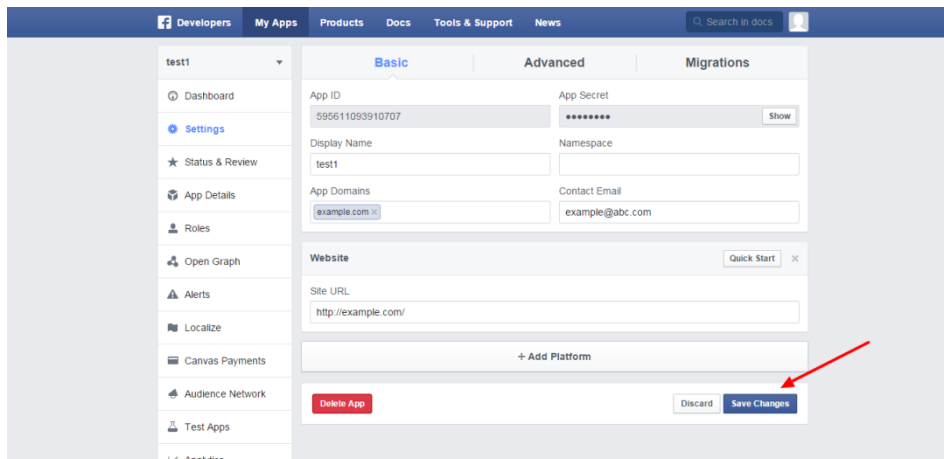 Developers My Apps Products Docs Tools & Support News Search in docs
test1
Dashboard
Settings
Status & Review
App Details
Roles
Open Graph
Alerts
Localize
Canvas Payments
Audience Network
Test Apps
Basic Advanced Migrations
App ID App Secret
595611093910707 •••••••• Show
Display Name Namespace
test1
App Domains Contact Email
example.com × example@abc.com
Website Quick Start ×
Site URL
http://example.com/
+ Add Platform
Delete App Discard Save Changes